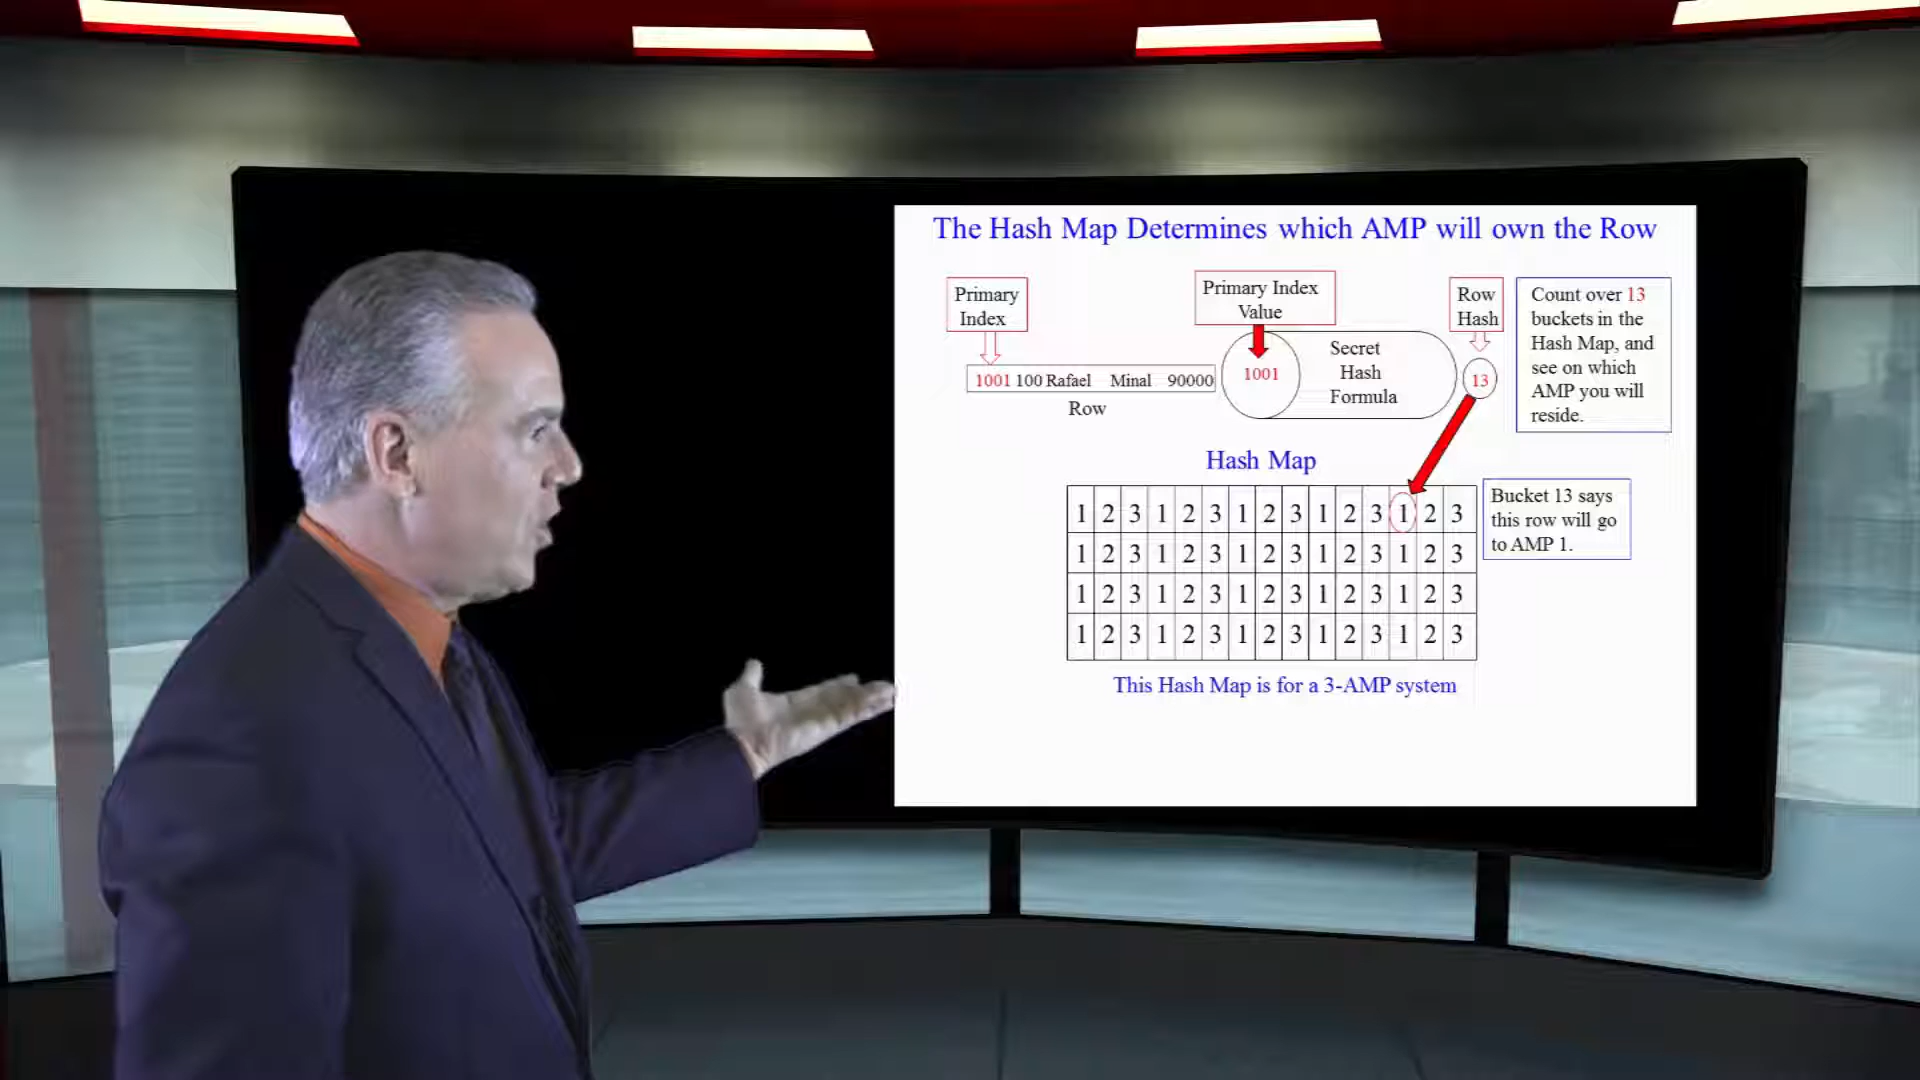 The Hash Map Determines which AMP will own the Row
Primary
Index
Primary Index
Value
Row
Hash
Count over 13
buckets in the
Hash Map, and
see on which
AMP you will
reside.
1001 100 Rafael Minal 90000
Row
1001
Secret
Hash
Formula
13
Hash Map
1 2 3 1 2 3 1 2 3 1 2 3 1 2 3
1 2 3 1 2 3 1 2 3 1 2 3 1 2 3
1 2 3 1 2 3 1 2 3 1 2 3 1 2 3
1 2 3 1 2 3 1 2 3 1 2 3 1 2 3
Bucket 13 says
this row will go
to AMP 1.
This Hash Map is for a 3-AMP system